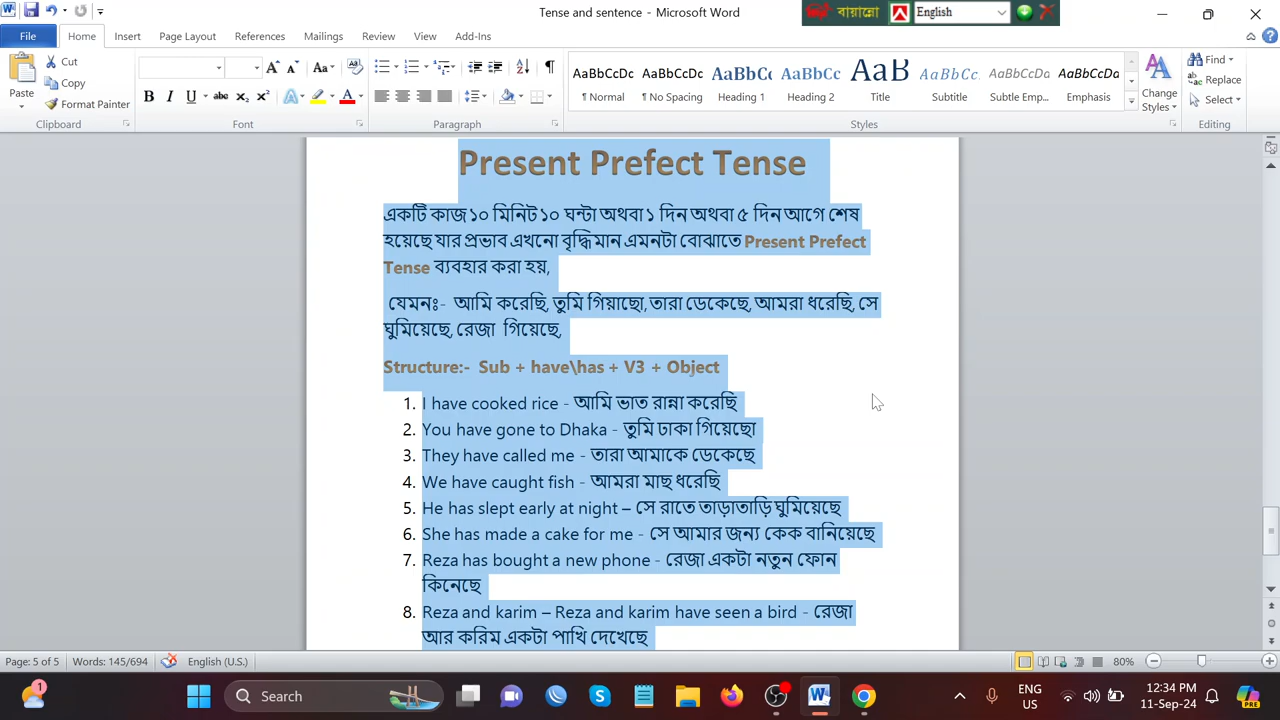 Tense and sentence - Microsoft Word
বায়ান্নো
English
File Home Insert Page Layout References Mailings Review View Add-Ins
Paste
Cut
Copy
Format Painter
Clipboard
B I U abc x₂ x² A A
A A Aa
Font
Paragraph
AaBbCcDc AaBbCcDc AaBbCc AaBbCc AaB AaBbCc. AaBbCcDc AaBbCcDc
¶ Normal ¶ No Spacing Heading 1 Heading 2 Title Subtitle Subtle Emp... Emphasis
Change Styles
Styles
Find
Replace
Select
Editing
Present Prefect Tense
একটি কাজ ১০ মিনিট ১০ ঘন্টা অথবা ১ দিন অথবা ৫ দিন আগে শেষ
হয়েছে যার প্রভাব এখনো বৃদ্ধিমান এমনটা বোঝাতে Present Prefect
Tense ব্যবহার করা হয়,
যেমনঃ- আমি করেছি, তুমি গিয়াছো, তারা ডেকেছে, আমরা ধরেছি, সে
ঘুমিয়েছে, রেজা গিয়েছে,
Structure:- Sub + have\has + V3 + Object
1. I have cooked rice - আমি ভাত রান্না করেছি
2. You have gone to Dhaka - তুমি ঢাকা গিয়েছো
3. They have called me - তারা আমাকে ডেকেছে
4. We have caught fish - আমরা মাছ ধরেছি
5. He has slept early at night – সে রাতে তাড়াতাড়ি ঘুমিয়েছে
6. She has made a cake for me - সে আমার জন্য কেক বানিয়েছে
7. Reza has bought a new phone - রেজা একটা নতুন ফোন
কিনেছে
8. Reza and karim – Reza and karim have seen a bird - রেজা
আর করিম একটা পাখি দেখেছে
Page: 5 of 5 Words: 145/694 English (U.S.) 80%
1 Search ENG US 12:34 PM 11-Sep-24 PRE